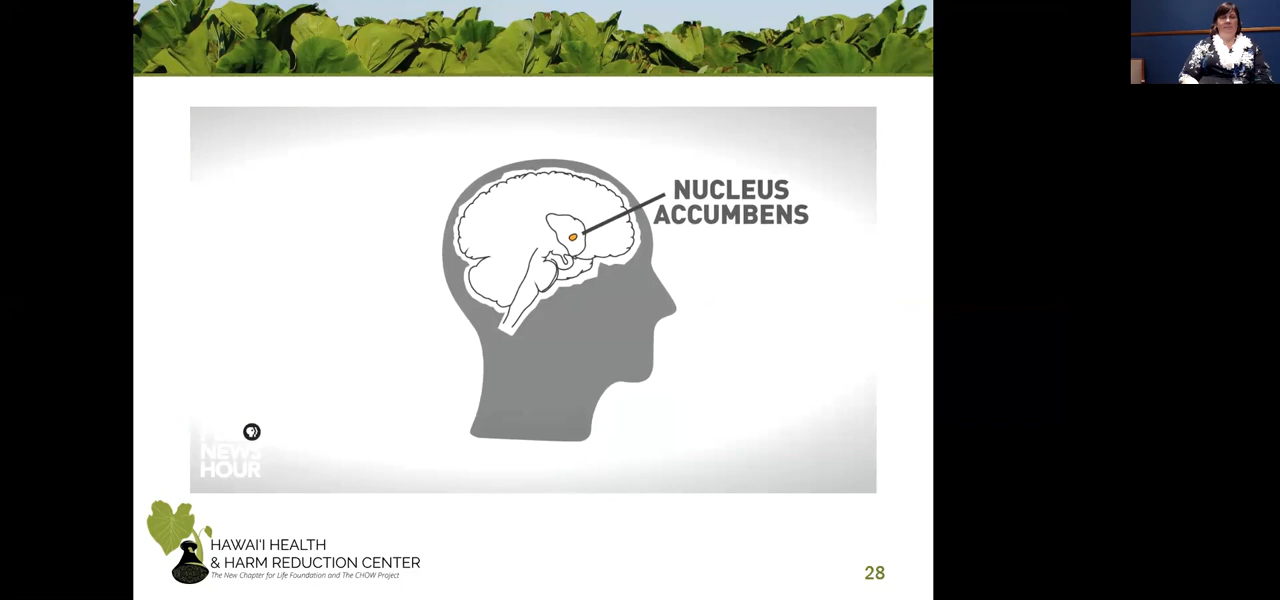 NUCLEUS
ACCUMBENS
NEWS
HOUR
HAWAI'I HEALTH
& HARM REDUCTION CENTER
The New Chapter for Life Foundation and The CHOW Project
28